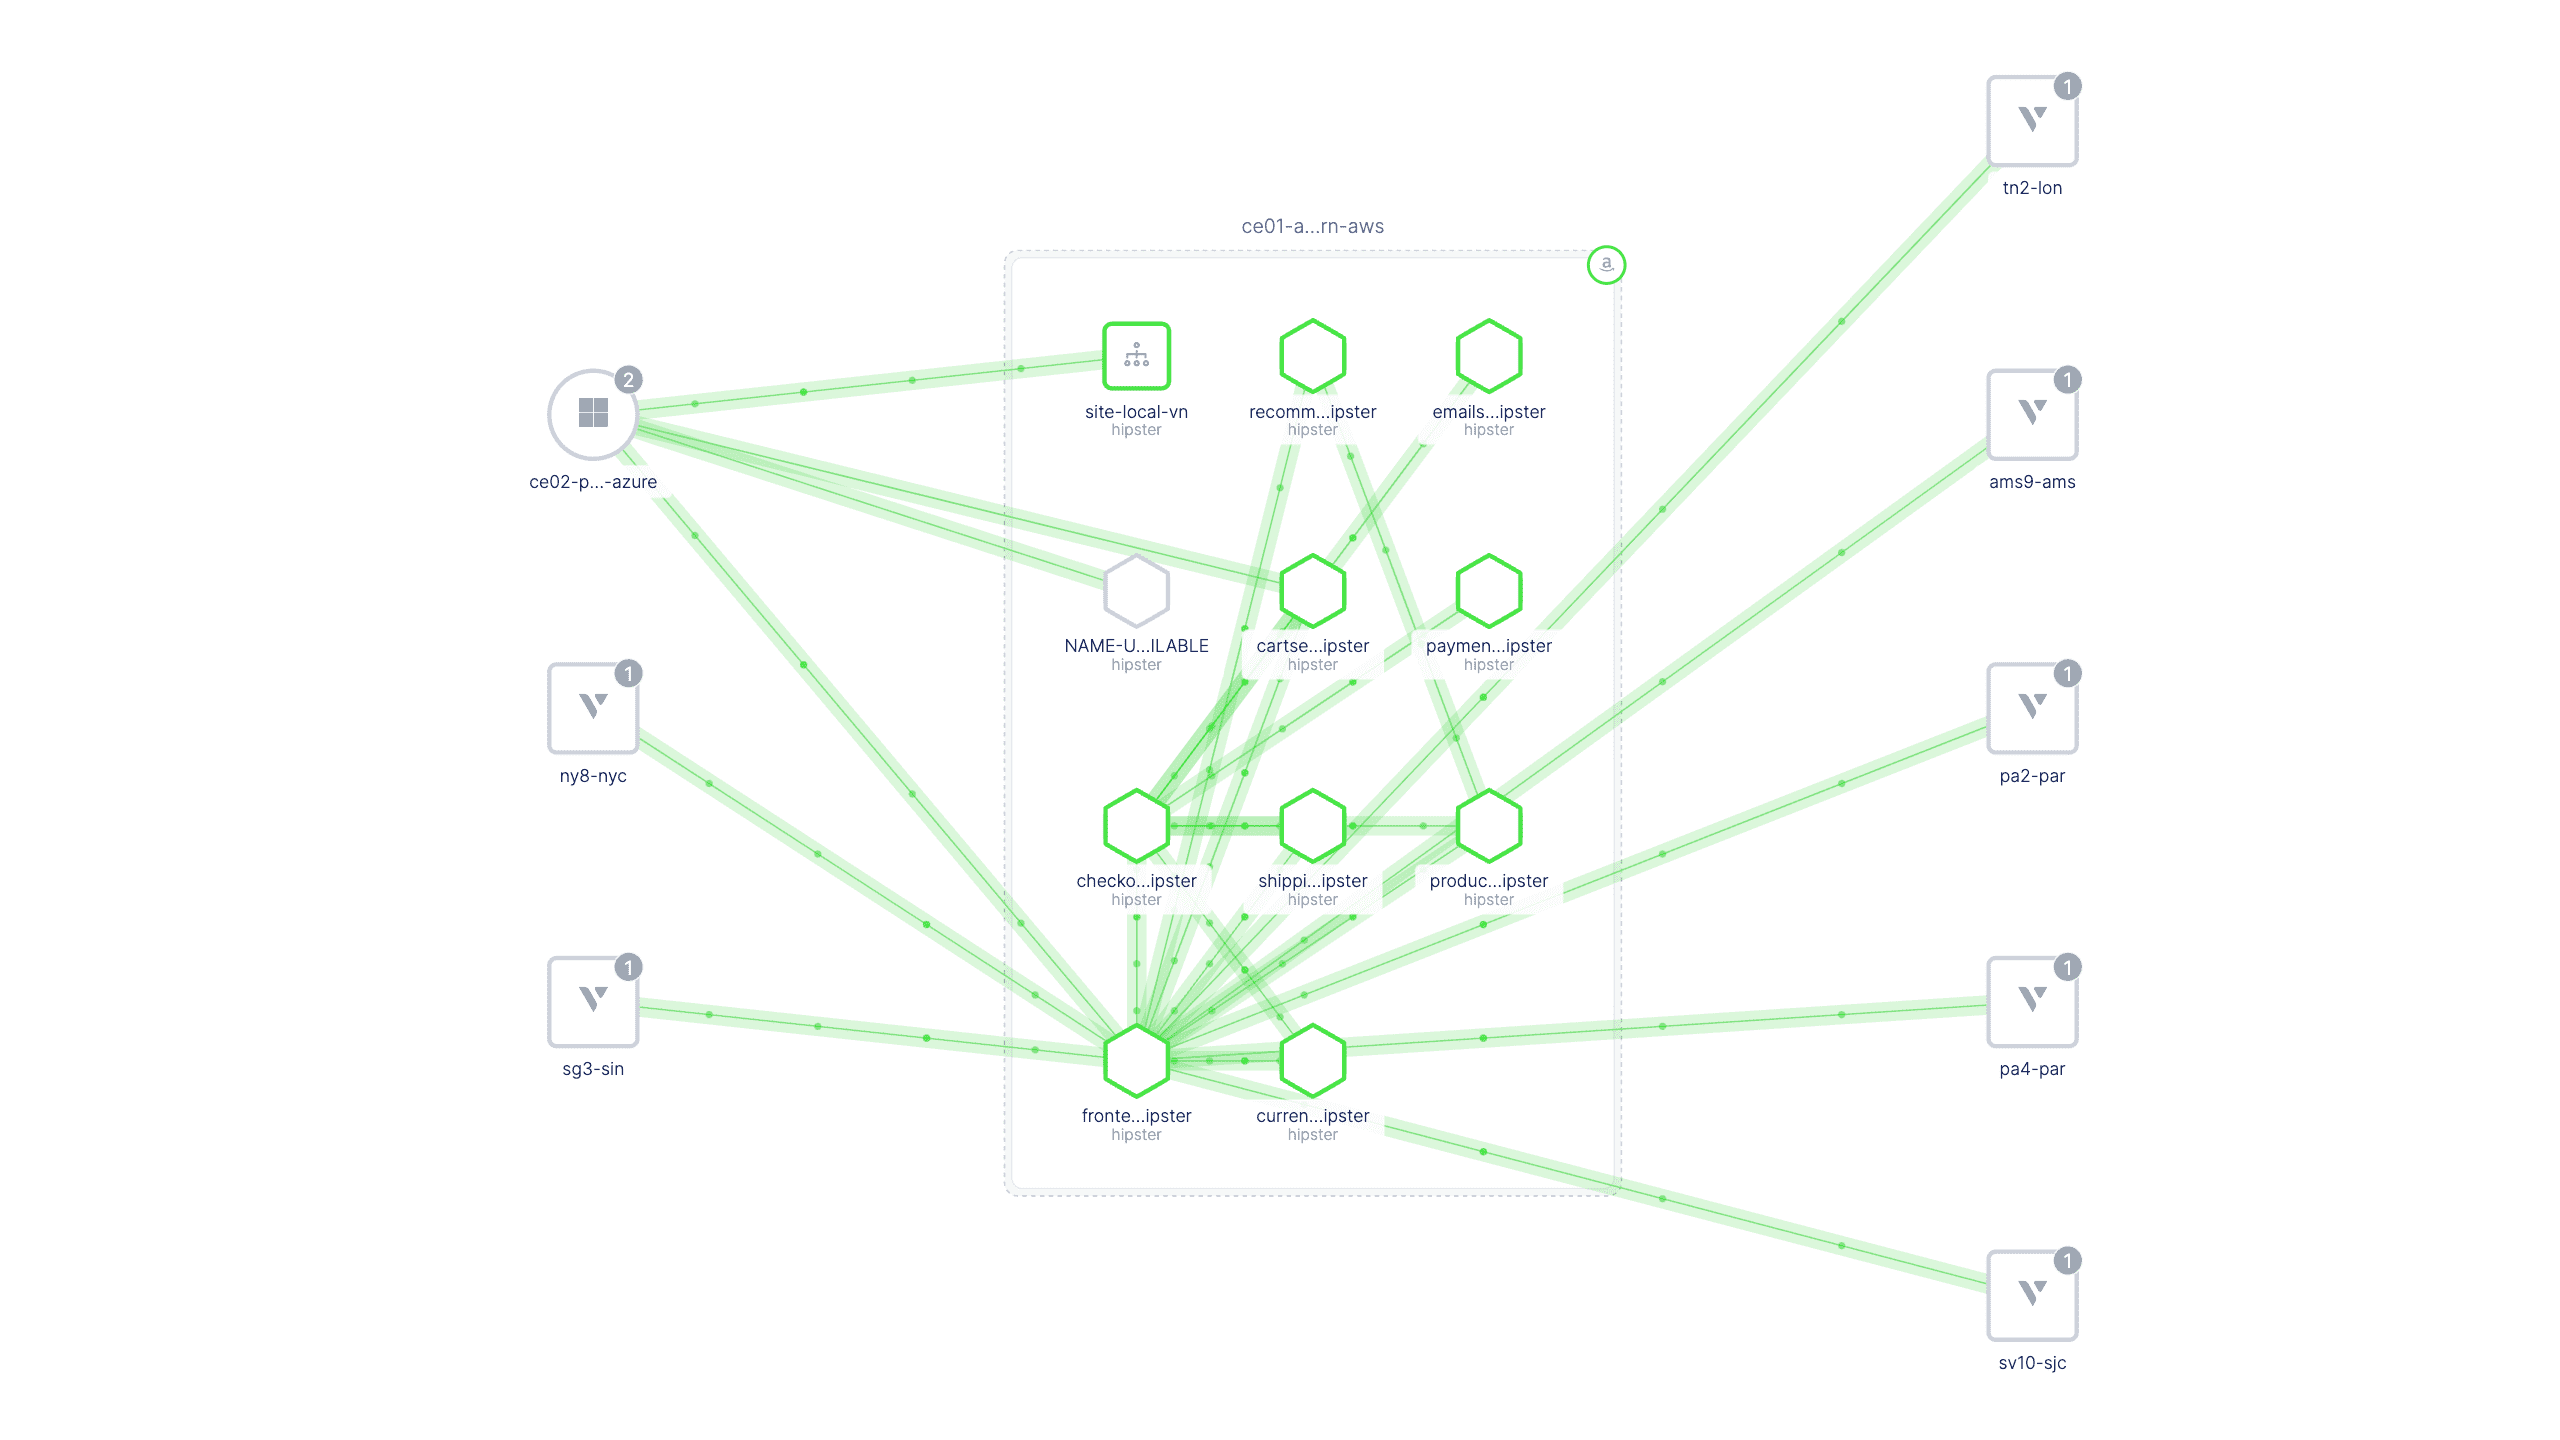 1
tn2-lon
ce01-a...rn-aws
a
site-local-vn
hipster
recomm...ipster
hipster
emails...ipster
hipster
2
ce02-p...-azure
1
ams9-ams
NAME-U...ILABLE
hipster
cartse...ipster
hipster
paymen...ipster
hipster
1
ny8-nyc
1
pa2-par
checko...ipster
hipster
shippi...ipster
hipster
produc...ipster
hipster
1
sg3-sin
1
pa4-par
fronte...ipster
hipster
curren...ipster
hipster
1
sv10-sjc